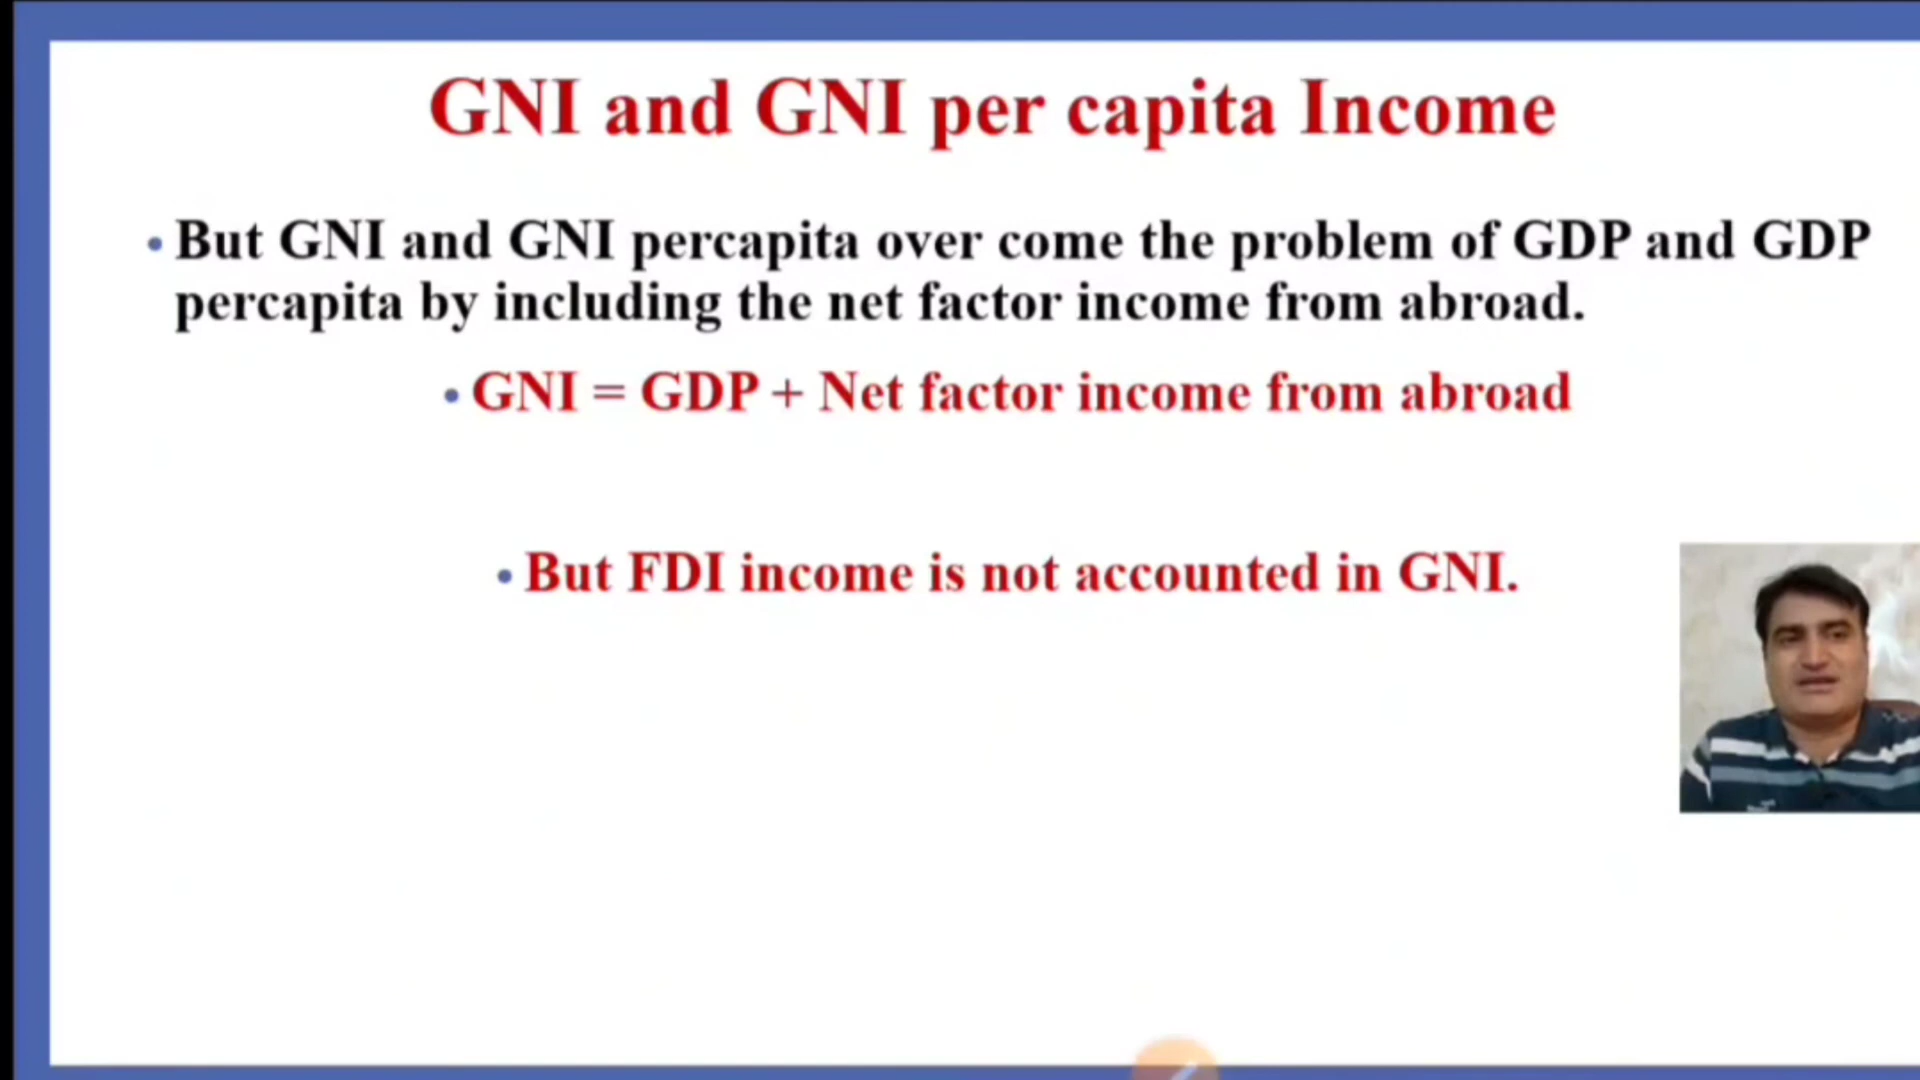 GNI and GNI per capita Income
• But GNI and GNI percapita over come the problem of GDP and GDP
percapita by including the net factor income from abroad.
• GNI = GDP + Net factor income from abroad
• But FDI income is not accounted in GNI.